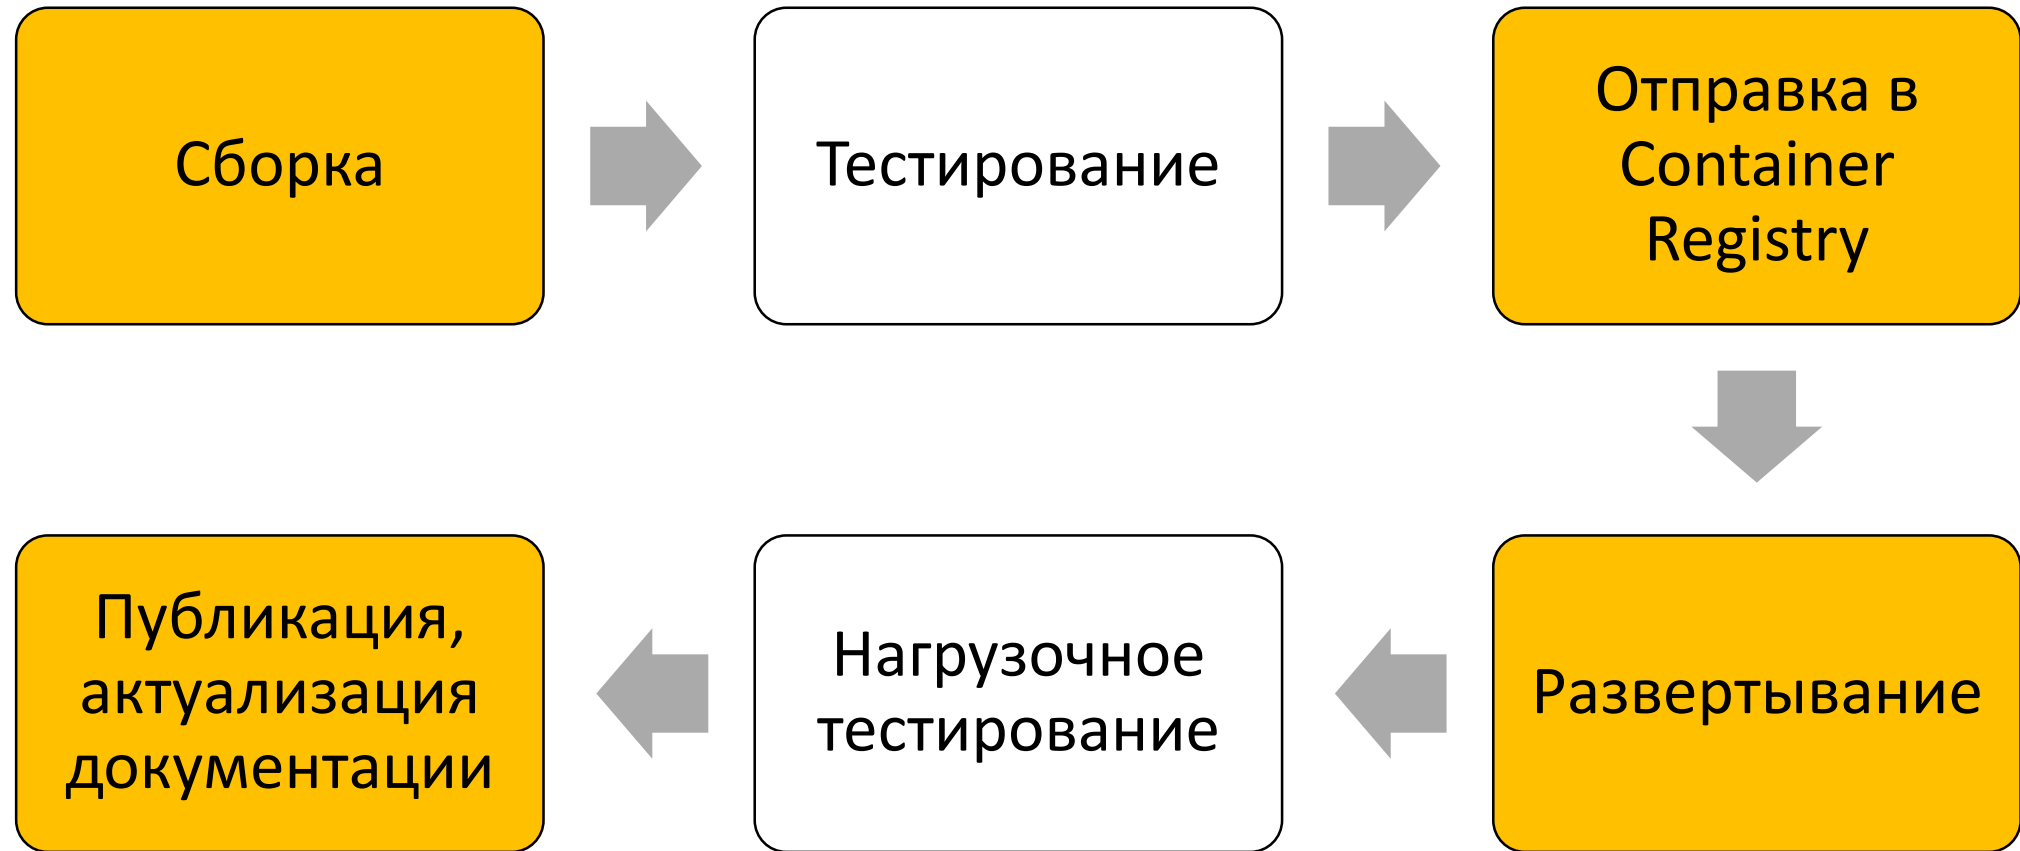 Сборка
Тестирование
Отправка в
Container
Registry
Развертывание
Нагрузочное
тестирование
Публикация,
актуализация
документации